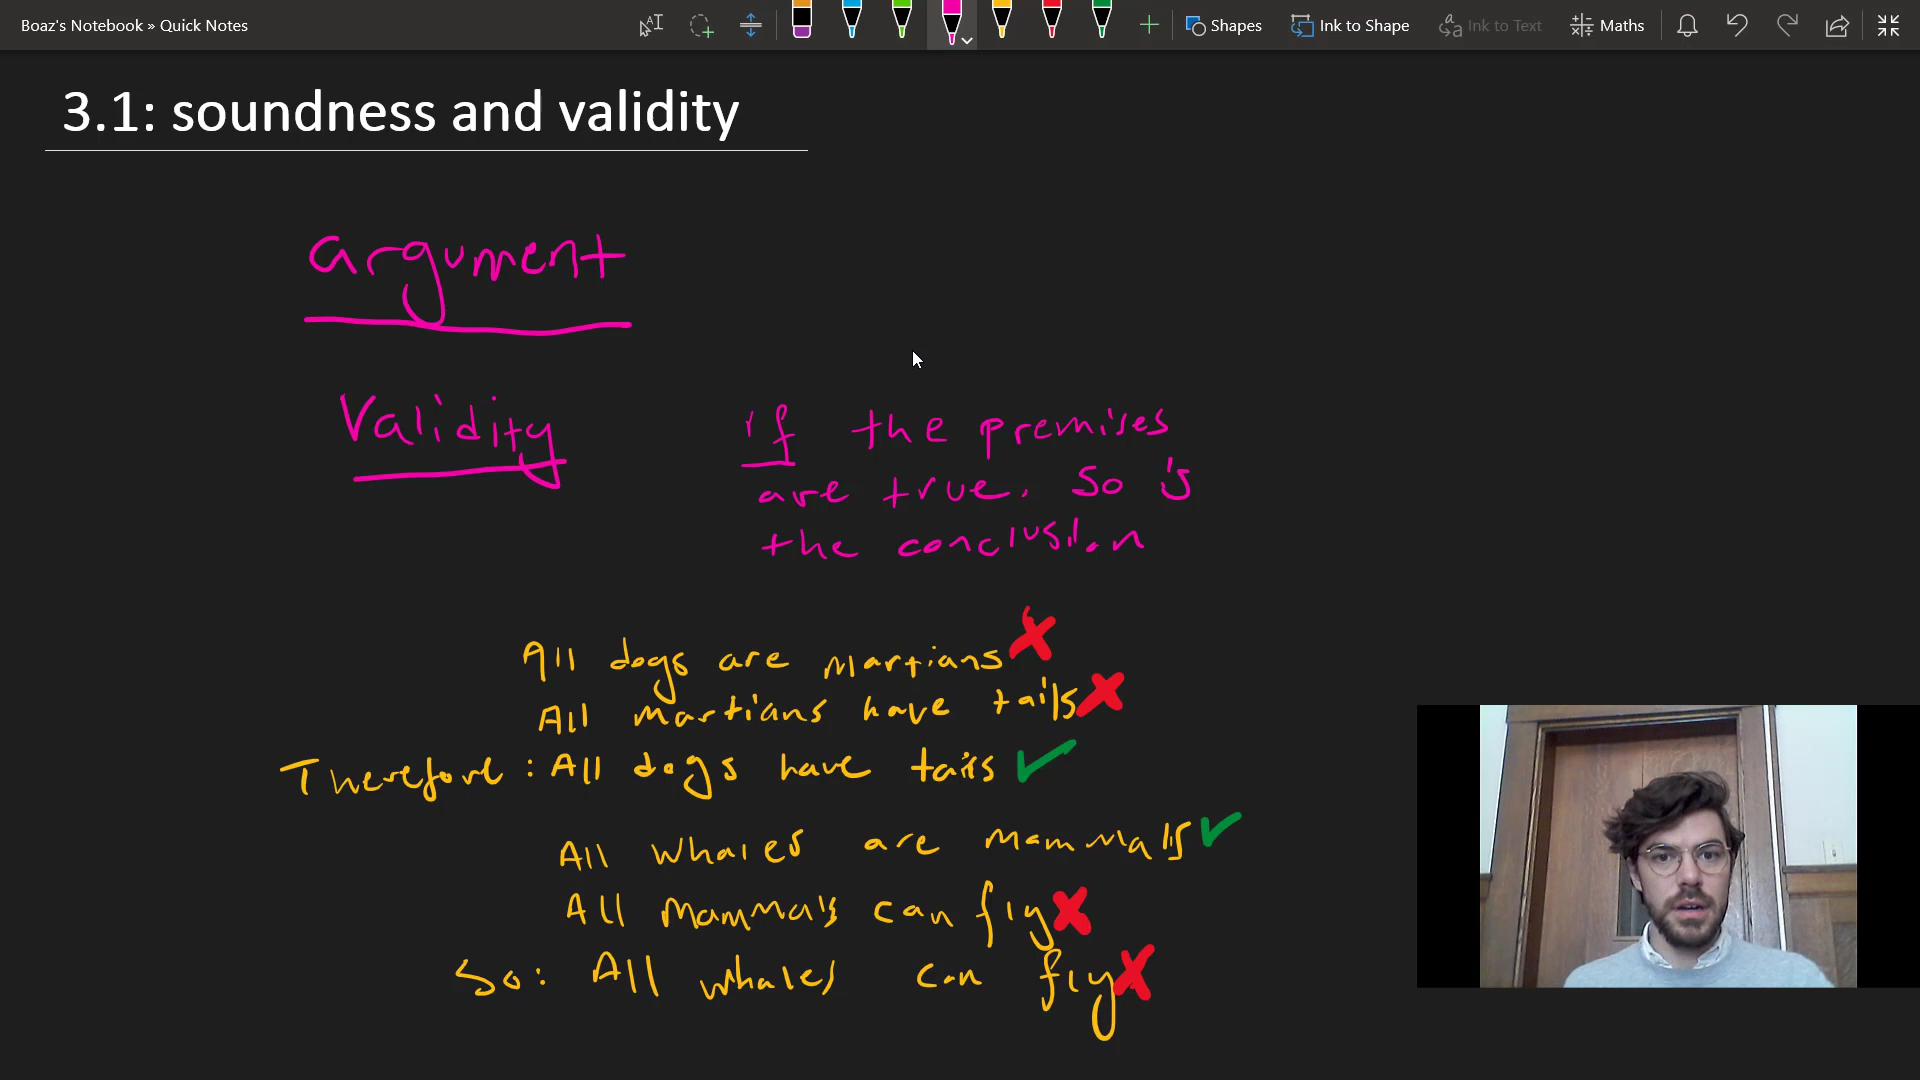 Boaz's Notebook » Quick Notes
Shapes
Ink to Shape
Ink to Text
Maths
3.1: soundness and validity
argument
Validity
if the premises
are true, so is
the conclusion
All dogs are Martians
All Martians have tails
Therefore: All dogs have tails
All whales are mammals
All Mammals can fly
So: All whales can fly